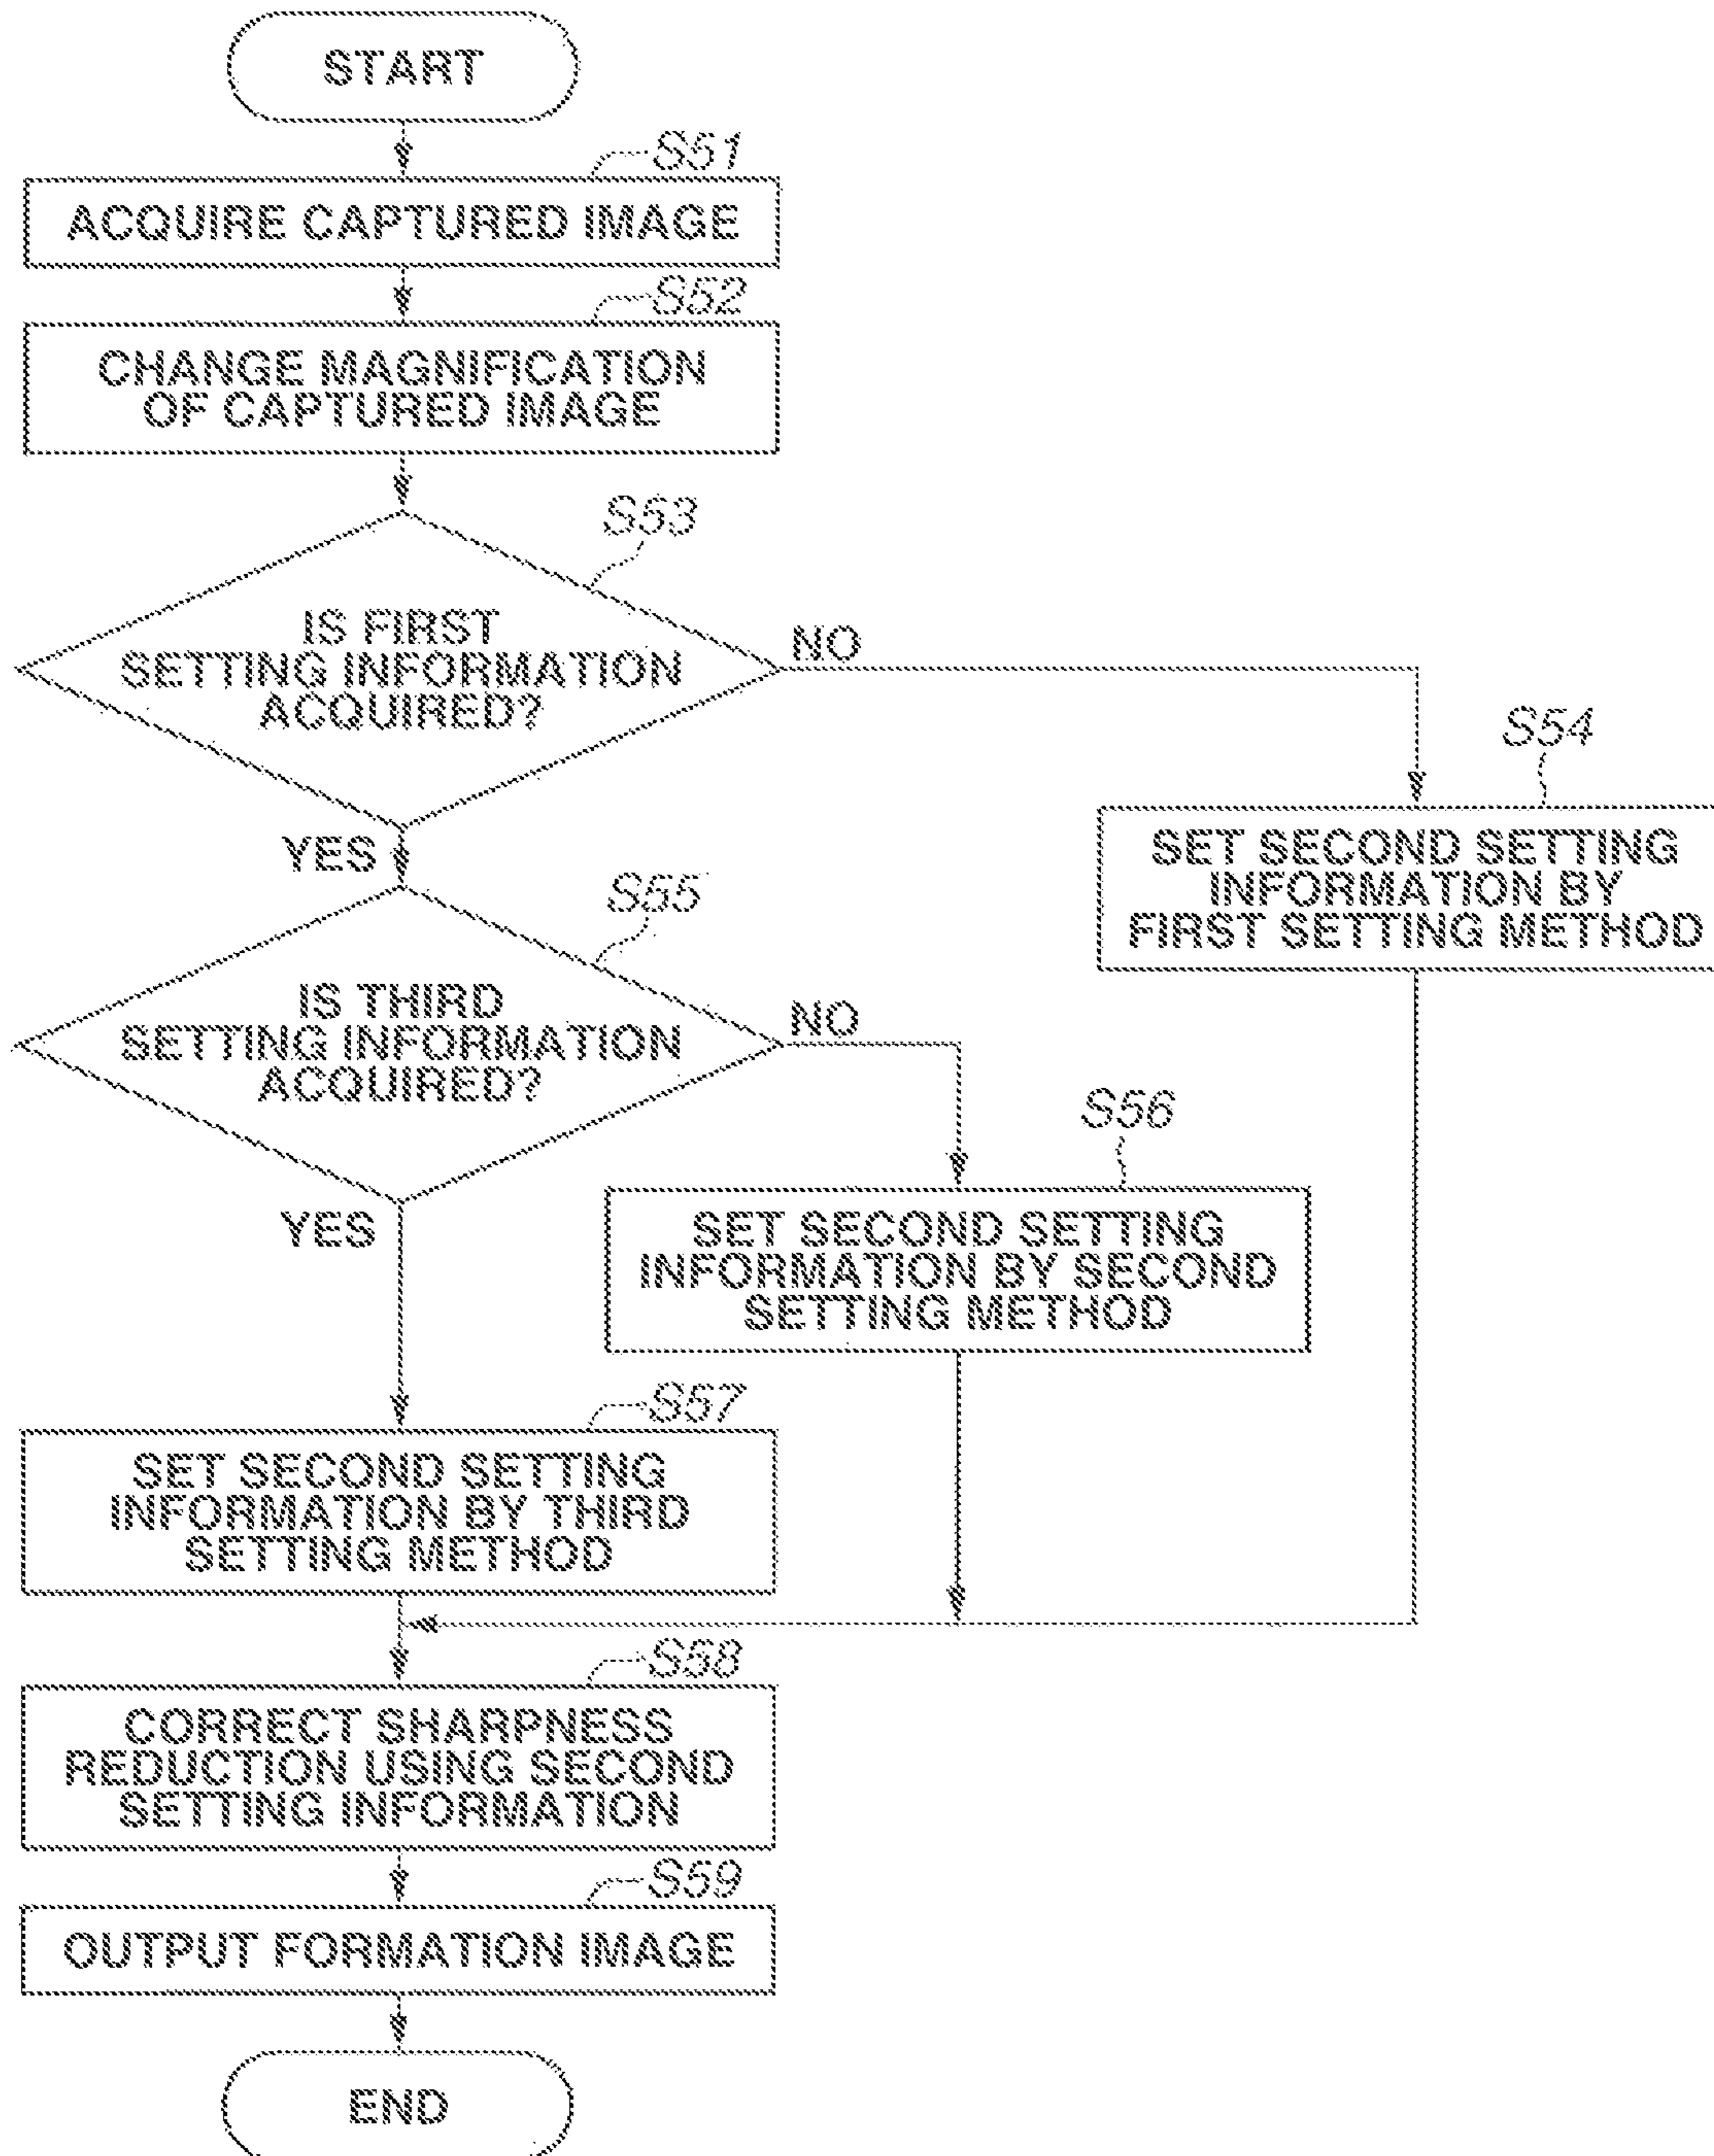 START
S51
ACQUIRE CAPTURED IMAGE
S52
CHANGE MAGNIFICATION
OF CAPTURED IMAGE
S53
IS FIRST
SETTING INFORMATION
ACQUIRED?
NO
YES
S54
SET SECOND SETTING
INFORMATION BY
FIRST SETTING METHOD
S55
IS THIRD
SETTING INFORMATION
ACQUIRED?
NO
YES
S56
SET SECOND SETTING
INFORMATION BY SECOND
SETTING METHOD
S57
SET SECOND SETTING
INFORMATION BY THIRD
SETTING METHOD
S58
CORRECT SHARPNESS
REDUCTION USING SECOND
SETTING INFORMATION
S59
OUTPUT FORMATION IMAGE
END